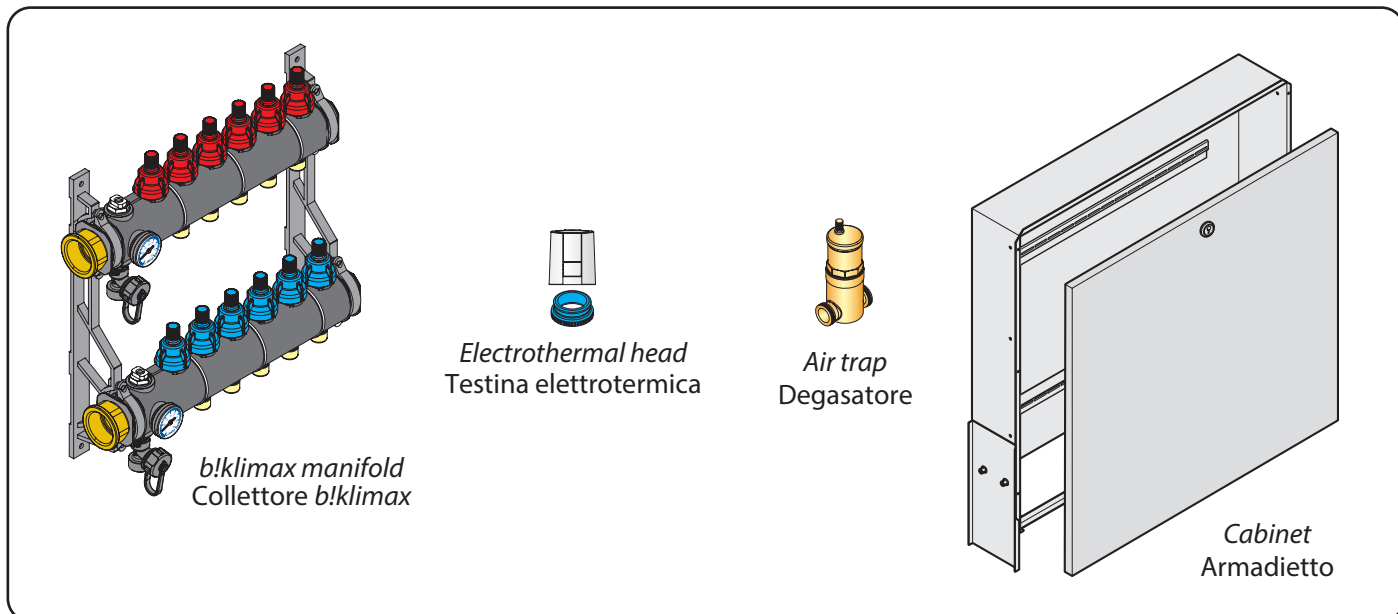 b!klimax manifold
Collettore b!klimax
Electrothermal head
Testina elettrotermica
Air trap
Degasatore
Cabinet
Armadietto